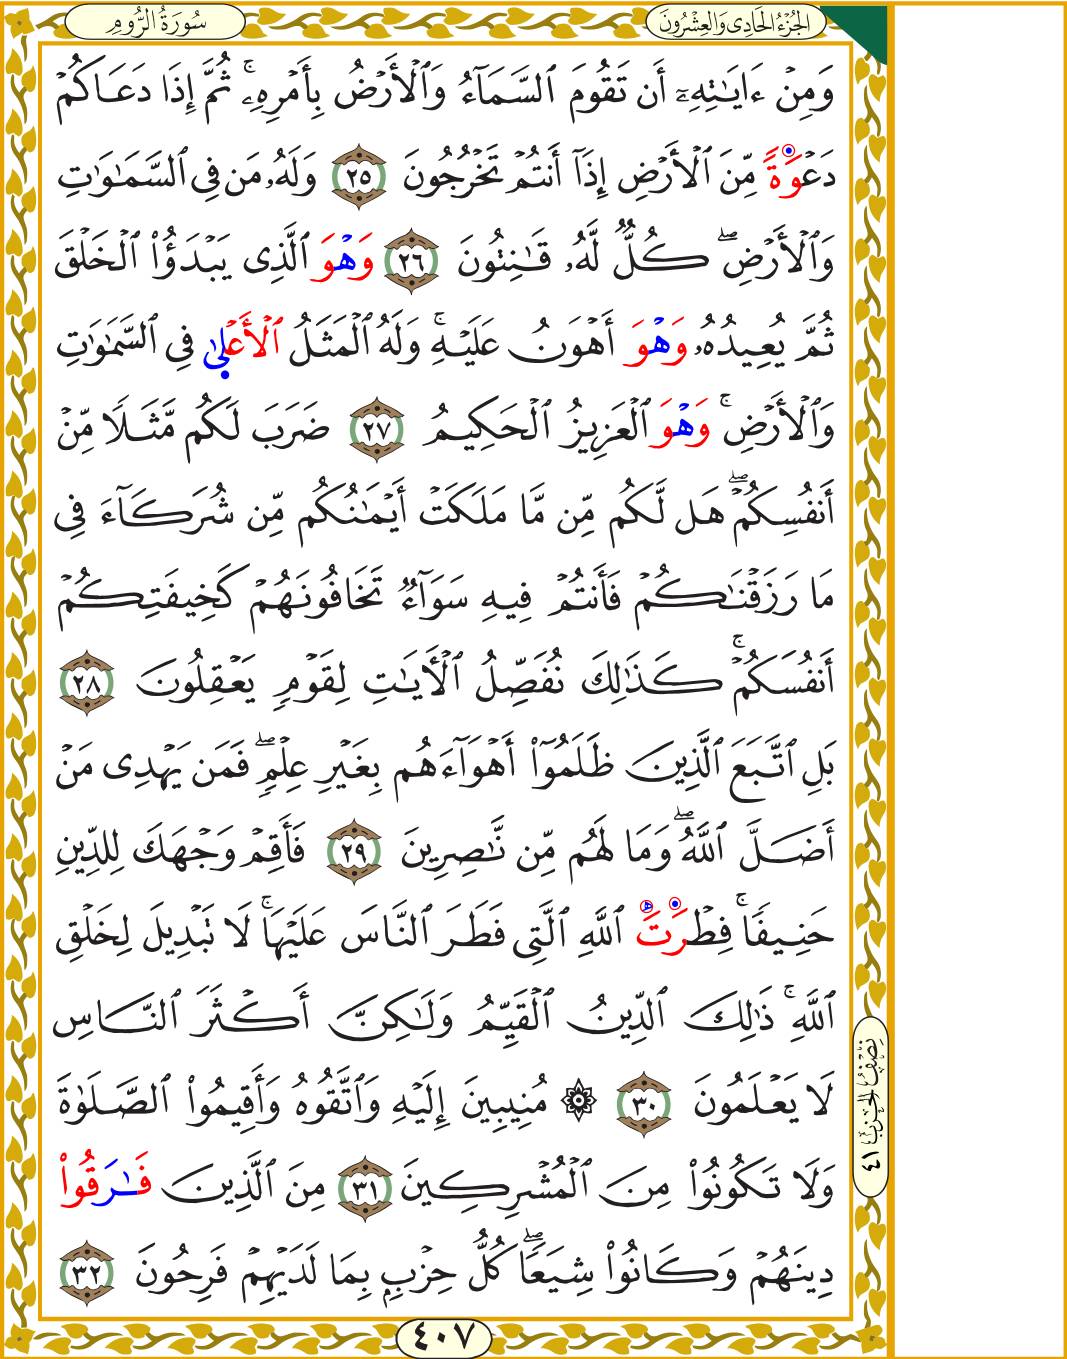 سُورَةُ الرُّومِ
الجُزْءُ الحَادِى وَالعِشْرُونَ
وَمِنْ ءَايَـٰتِهِۦٓ أَن تَقُومَ ٱلسَّمَآءُ وَٱلْأَرْضُ بِأَمْرِهِۦ ۚ ثُمَّ إِذَا دَعَاكُمْ
دَعْوَةً مِّنَ ٱلْأَرْضِ إِذَآ أَنتُمْ تَخْرُجُونَ ٢٥ وَلَهُۥ مَن فِى ٱلسَّمَـٰوَٰتِ
وَٱلْأَرْضِ ۖ كُلٌّ لَّهُۥ قَـٰنِتُونَ ٢٦ وَهْوَ ٱلَّذِى يَبْدَؤُا۟ ٱلْخَلْقَ
ثُمَّ يُعِيدُهُۥ وَهْوَ أَهْوَنُ عَلَيْهِ ۚ وَلَهُ ٱلْمَثَلُ ٱلْأَعْلَىٰ فِى ٱلسَّمَـٰوَٰتِ
وَٱلْأَرْضِ ۚ وَهْوَ ٱلْعَزِيزُ ٱلْحَكِيمُ ٢٧ ضَرَبَ لَكُم مَّثَلًا مِّنْ
أَنفُسِكُمْ ۖ هَل لَّكُم مِّن مَّا مَلَكَتْ أَيْمَـٰنُكُم مِّن شُرَكَآءَ فِى
مَا رَزَقْنَـٰكُمْ فَأَنتُمْ فِيهِ سَوَآءٌ تَخَافُونَهُمْ كَخِيفَتِكُمْ
أَنفُسَكُمْ ۚ كَذَٰلِكَ نُفَصِّلُ ٱلْـَٔايَـٰتِ لِقَوْمٍ يَعْقِلُونَ ٢٨
بَلِ ٱتَّبَعَ ٱلَّذِينَ ظَلَمُوٓا۟ أَهْوَآءَهُم بِغَيْرِ عِلْمٍ ۖ فَمَن يَهْدِى مَنْ
أَضَلَّ ٱللَّهُ ۖ وَمَا لَهُم مِّن نَّـٰصِرِينَ ٢٩ فَأَقِمْ وَجْهَكَ لِلدِّينِ
حَنِيفًا ۚ فِطْرَتَ ٱللَّهِ ٱلَّتِى فَطَرَ ٱلنَّاسَ عَلَيْهَا ۚ لَا تَبْدِيلَ لِخَلْقِ
ٱللَّهِ ۚ ذَٰلِكَ ٱلدِّينُ ٱلْقَيِّمُ وَلَـٰكِنَّ أَكْثَرَ ٱلنَّاسِ
لَا يَعْلَمُونَ ٣٠ ۞ مُنِيبِينَ إِلَيْهِ وَٱتَّقُوهُ وَأَقِيمُوا۟ ٱلصَّلَوٰةَ
وَلَا تَكُونُوا۟ مِنَ ٱلْمُشْرِكِينَ ٣١ مِنَ ٱلَّذِينَ فَـٰرَقُوا۟
دِينَهُمْ وَكَانُوا۟ شِيَعًا ۖ كُلُّ حِزْبٍۭ بِمَا لَدَيْهِمْ فَرِحُونَ ٣٢
نِصْفُ الحِزْبِ ٤١
٤٠٧